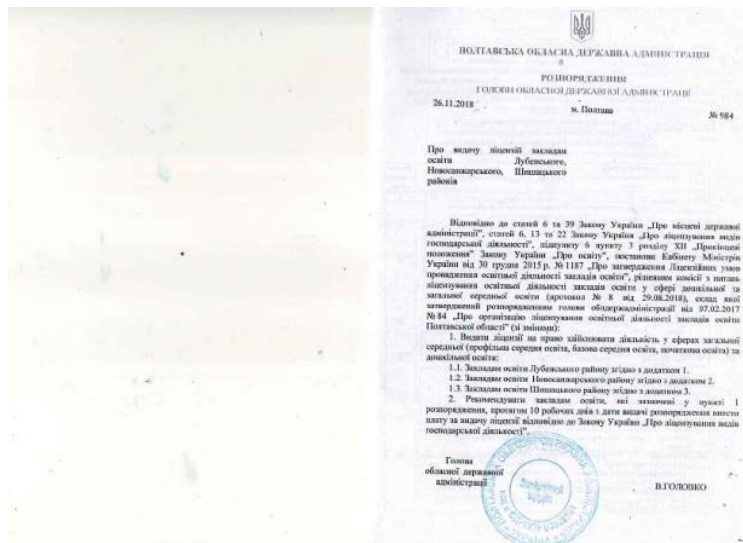 ПОЛТАВСЬКА ОБЛАСНА ДЕРЖАВНА АДМІНІСТРАЦІЯ
РОЗПОРЯДЖЕННЯ
ГОЛОВИ ОБЛАСНОЇ ДЕРЖАВНОЇ АДМІНІСТРАЦІЇ
26.11.2018
м. Полтава
№ 984
Про видачу ліцензій закладам
освіти Лубенського,
Новосанжарського, Шишацького
районів
Відповідно до статей 6 та 39 Закону України „Про місцеві державні
адміністрації”, статей 6, 13 та 22 Закону України „Про ліцензування видів
господарської діяльності”, підпункту 6 пункту 3 розділу ХІІ „Прикінцеві
положення” Закону України „Про освіту”, постанови Кабінету Міністрів
України від 30 грудня 2015 р. №1187 „Про затвердження Ліцензійних умов
провадження освітньої діяльності закладів освіти”, рішенням комісії з питань
ліцензування освітньої діяльності закладів освіти у сфері дошкільної та
загальної середньої освіти (протокол № 8 від 29.08.2018), склад якої
затверджений розпорядженням голови облдержадміністрації від 07.02.2017
№ 84 „Про організацію ліцензування освітньої діяльності закладів освіти
Полтавської області” (зі змінами):
1. Видати ліцензії на право здійснювати діяльність у сферах загальної
середньої (профільна середня освіта, базова середня освіта, початкова освіта) та
дошкільної освіти:
1.1. Закладам освіти Лубенського району згідно з додатком 1.
1.2. Закладам освіти Новосанжарського району згідно з додатком 2.
1.3. Закладам освіти Шишацького району згідно з додатком 3.
2. Рекомендувати закладам освіти, які зазначені у пункті 1
розпорядження, протягом 10 робочих днів з дати видачі розпорядження внести
плату за видачу ліцензії відповідно до Закону України „Про ліцензування видів
господарської діяльності”.
Голова
обласної державної
адміністрації
В.ГОЛОВКО